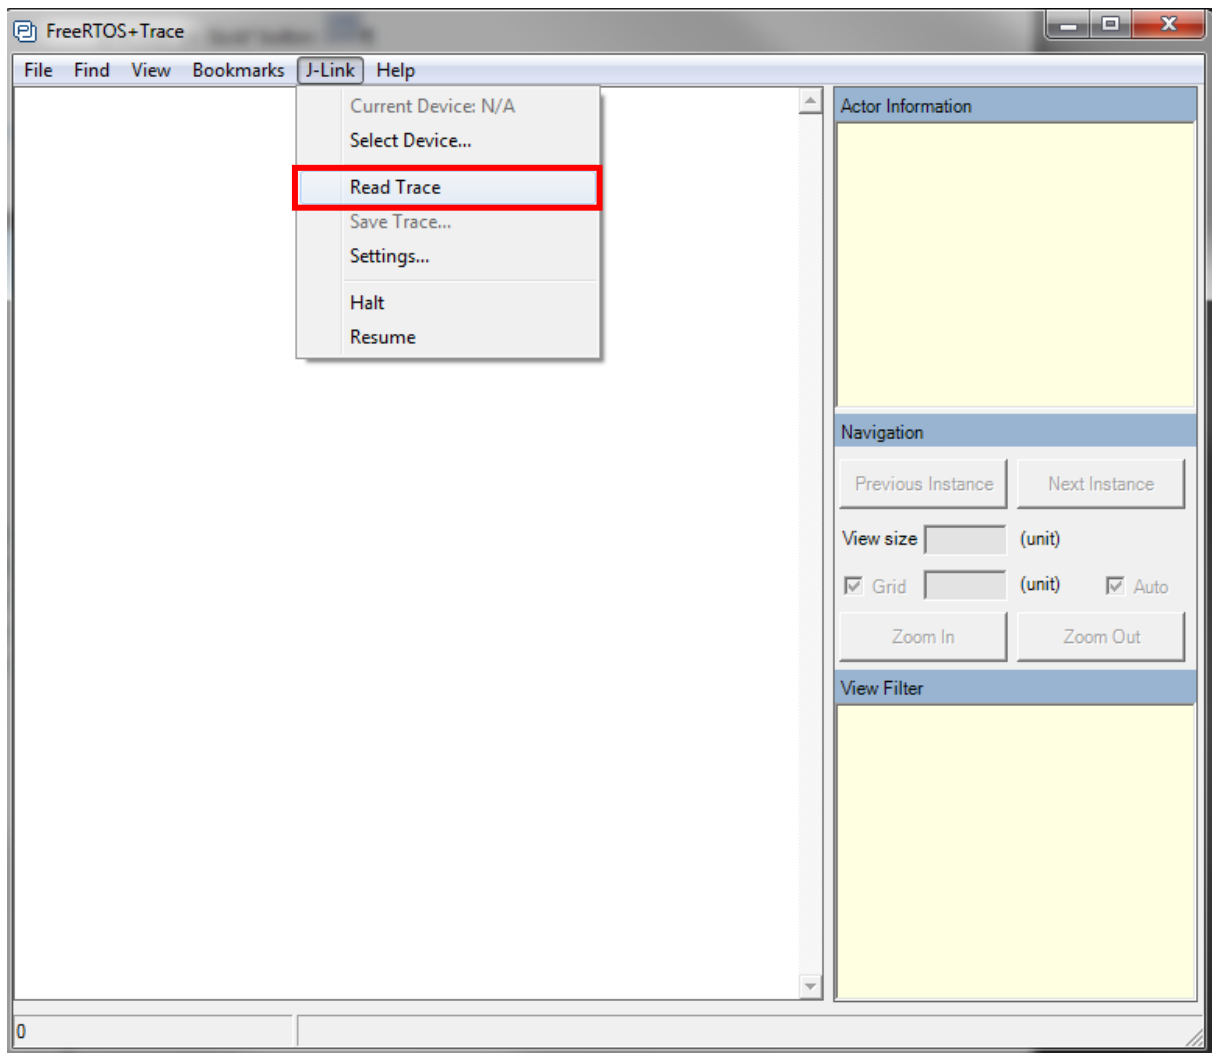 FreeRTOS+Trace
File Find View Bookmarks J-Link Help
Current Device: N/A
Select Device...
Read Trace
Save Trace...
Settings...
Halt
Resume
Actor Information
Navigation
Previous Instance Next Instance
View size (unit)
Grid (unit) Auto
Zoom In Zoom Out
View Filter
0